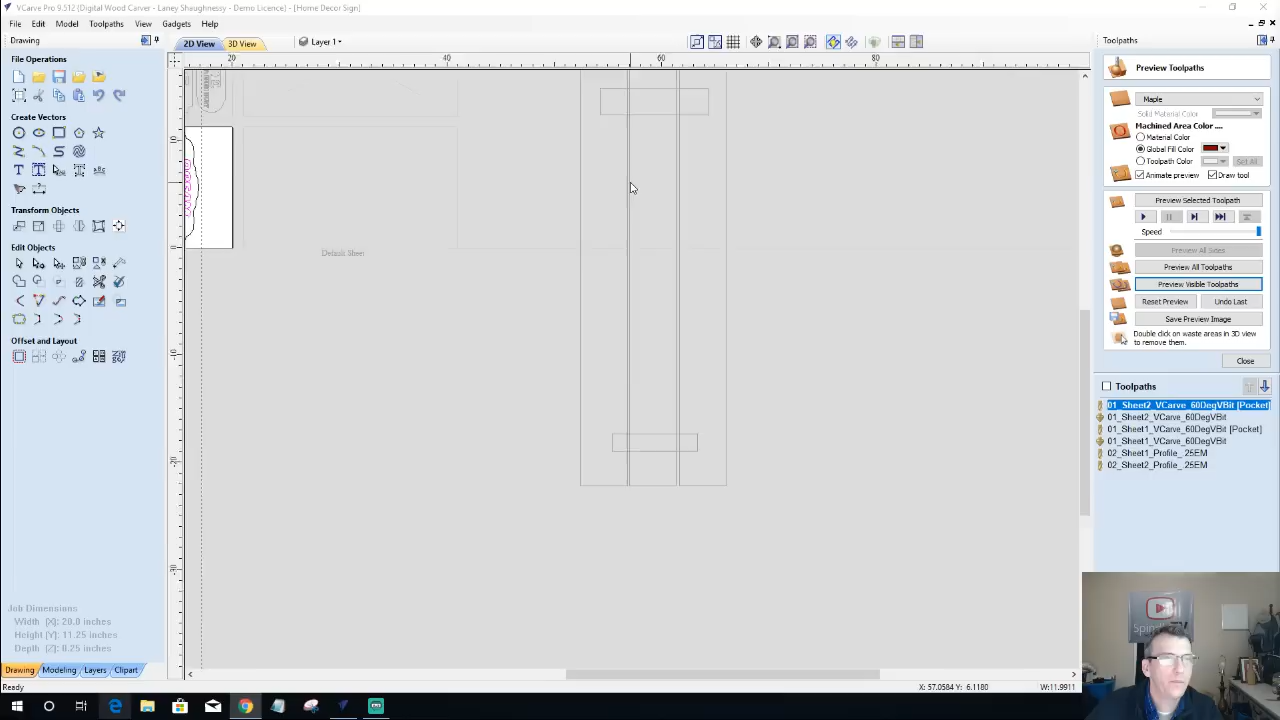 VCarve Pro 9.512 (Digital Wood Carver - Laney Shaughnessy - Demo Licence) - [Home Decor Sign]
File Edit Model Toolpaths View Gadgets Help
Drawing
2D View 3D View Layer 1
Toolpaths
File Operations
20 40 60 80
Preview Toolpaths
Maple
Solid Material Color
Create Vectors
Machined Area Color ....
Material Color
Global Fill Color
Toolpath Color Set All
Animate preview Draw tool
Transform Objects
Preview Selected Toolpath
Speed
Edit Objects
Preview All Sides
Default Sheet
Preview All Toolpaths
Preview Visible Toolpaths
Reset Preview Undo Last
Save Preview Image
Double click on waste areas in 3D view
to remove them.
Offset and Layout
Close
Toolpaths
01_Sheet2_VCarve_60DegVBit [Pocket]
01_Sheet2_VCarve_60DegVBit
01_Sheet1_VCarve_60DegVBit [Pocket]
01_Sheet1_VCarve_60DegVBit
02_Sheet1_Profile_.25EM
02_Sheet2_Profile_.25EM
Job Dimensions
Width (X): 20.0 inches
Height (Y): 11.25 inches
Depth (Z): 0.25 inches
Drawing Modeling Layers Clipart
Ready
X: 57.0584 Y: 6.1180
W:11.9911